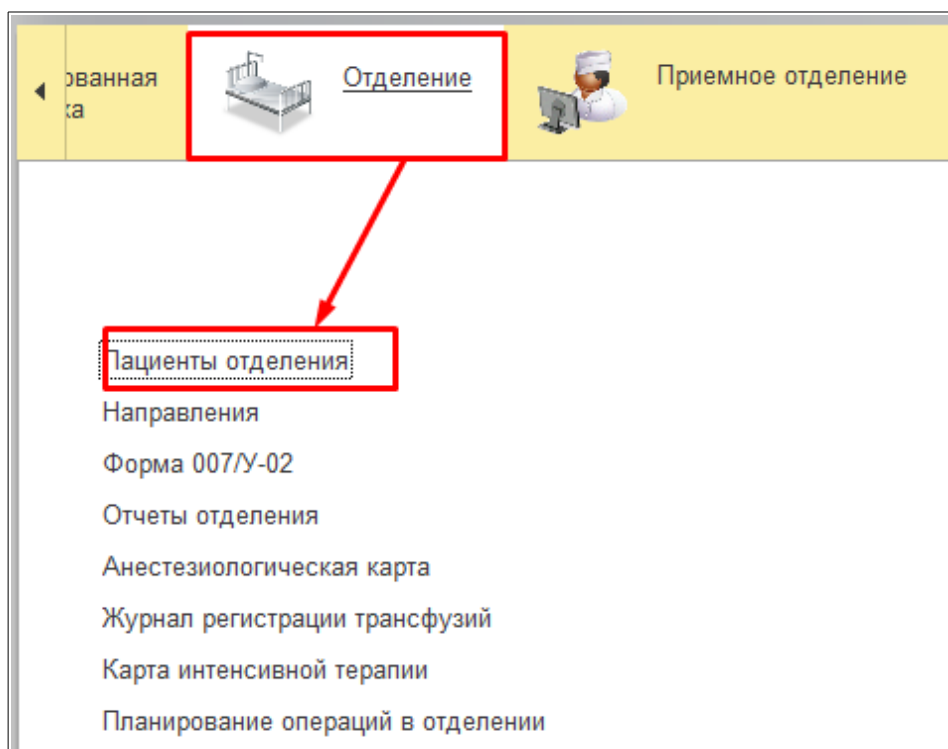 Отделение
Приемное отделение
Пациенты отделения
Направления
Форма 007/У-02
Отчеты отделения
Анестезиологическая карта
Журнал регистрации трансфузий
Карта интенсивной терапии
Планирование операций в отделении